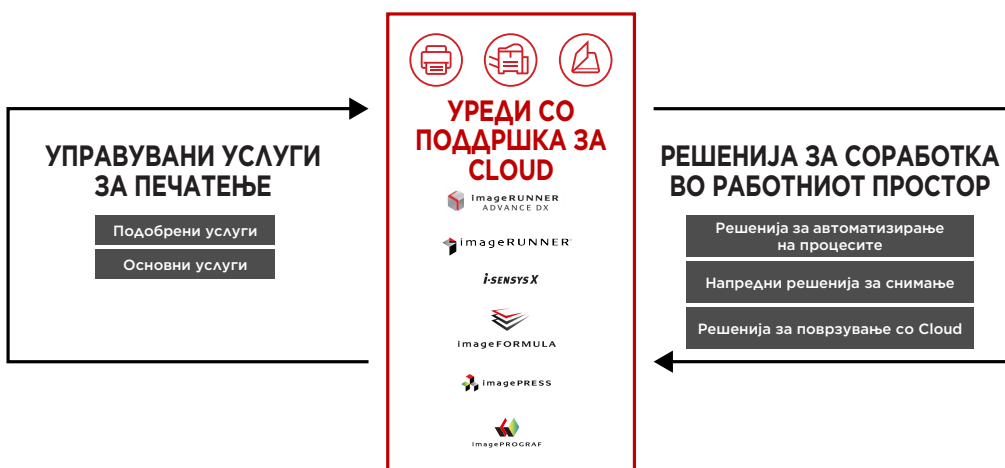 УПРАВУВАНИ УСЛУГИ
ЗА ПЕЧАТЕЊЕ
Подобрени услуги
Основни услуги
УРЕДИ СО
ПОДДРШКА ЗА
CLOUD
imageRUNNER
ADVANCE DX
imageRUNNER
i-SENSYS X
imageFORMULA
imagePRESS
imagePROGRAF
РЕШЕНИЈА ЗА СОРАБОТКА
ВО РАБОТНИОТ ПРОСТОР
Решенија за автоматизирање
на процесите
Напредни решенија за снимање
Решенија за поврзување со Cloud